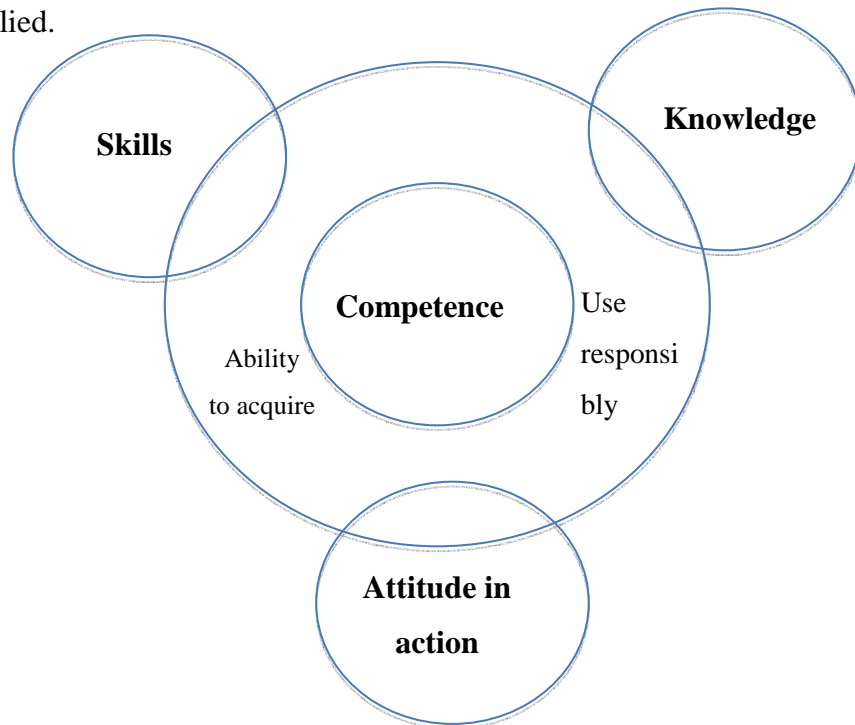 lied.
Skills
Knowledge
Competence
Use
responsi
bly
Ability
to acquire
Attitude in
action